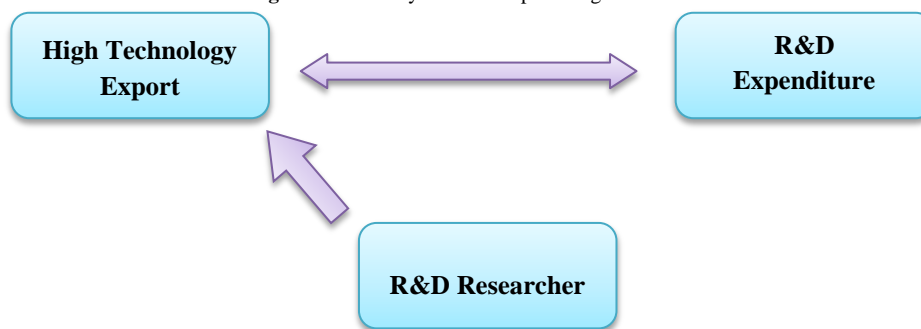 High Technology
Export
R&D
Expenditure
R&D Researcher